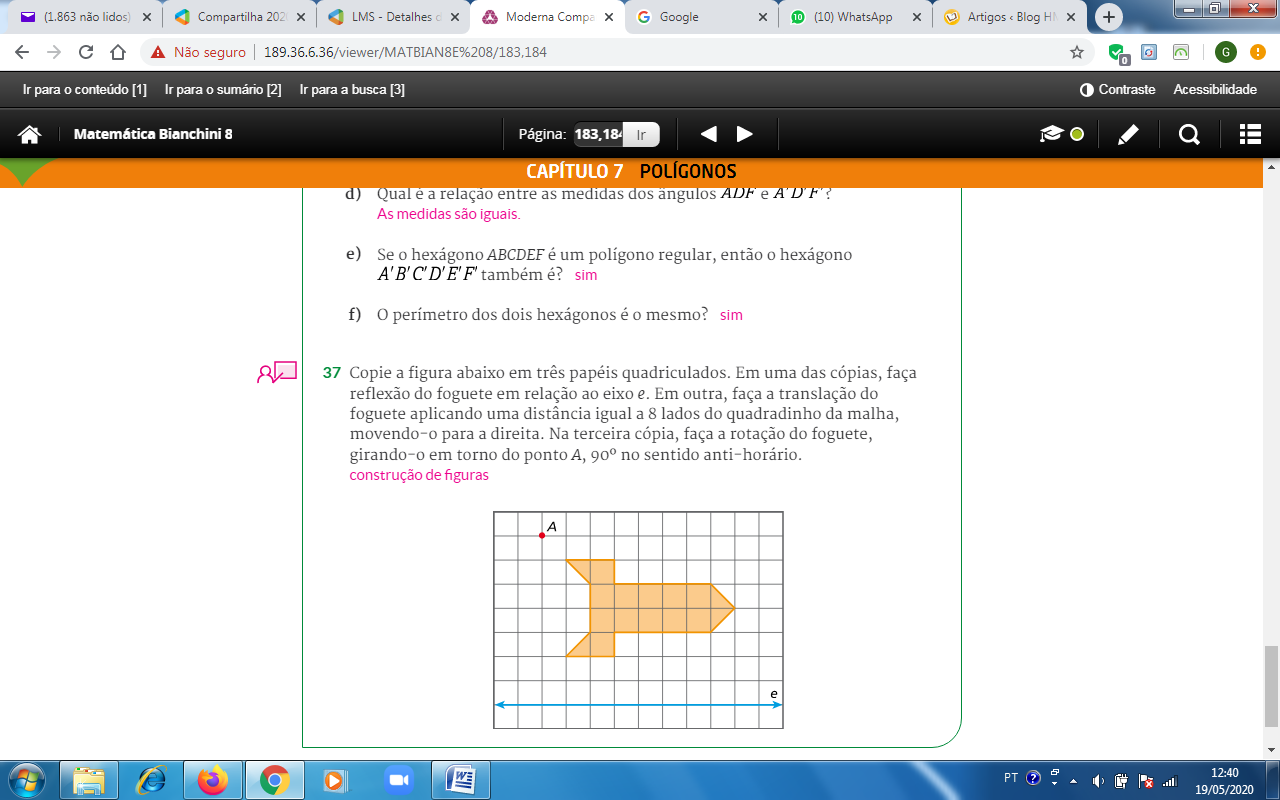 (1.863 não lidos)
Compartilha 202
LMS - Detalhes d
Moderna Compa
Google
(10) WhatsApp
Artigos ‹ Blog H
Não seguro | 189.36.6.36/viewer/MATBIAN8E%208/183,184
0
G
Ir para o conteúdo [1] Ir para o sumário [2] Ir para a busca [3]
Contraste Acessibilidade
Matemática Bianchini 8
Página: 183,184 Ir
CAPÍTULO 7 POLÍGONOS
d) Qual é a relação entre as medidas dos ângulos ADF e A'D'F'?
As medidas são iguais.
e) Se o hexágono ABCDEF é um polígono regular, então o hexágono
A'B'C'D'E'F' também é? sim
f) O perímetro dos dois hexágonos é o mesmo? sim
37 Copie a figura abaixo em três papéis quadriculados. Em uma das cópias, faça
reflexão do foguete em relação ao eixo e. Em outra, faça a translação do
foguete aplicando uma distância igual a 8 lados do quadradinho da malha,
movendo-o para a direita. Na terceira cópia, faça a rotação do foguete,
girando-o em torno do ponto A, 90º no sentido anti-horário.
construção de figuras
A
e
PT
12:40
19/05/2020